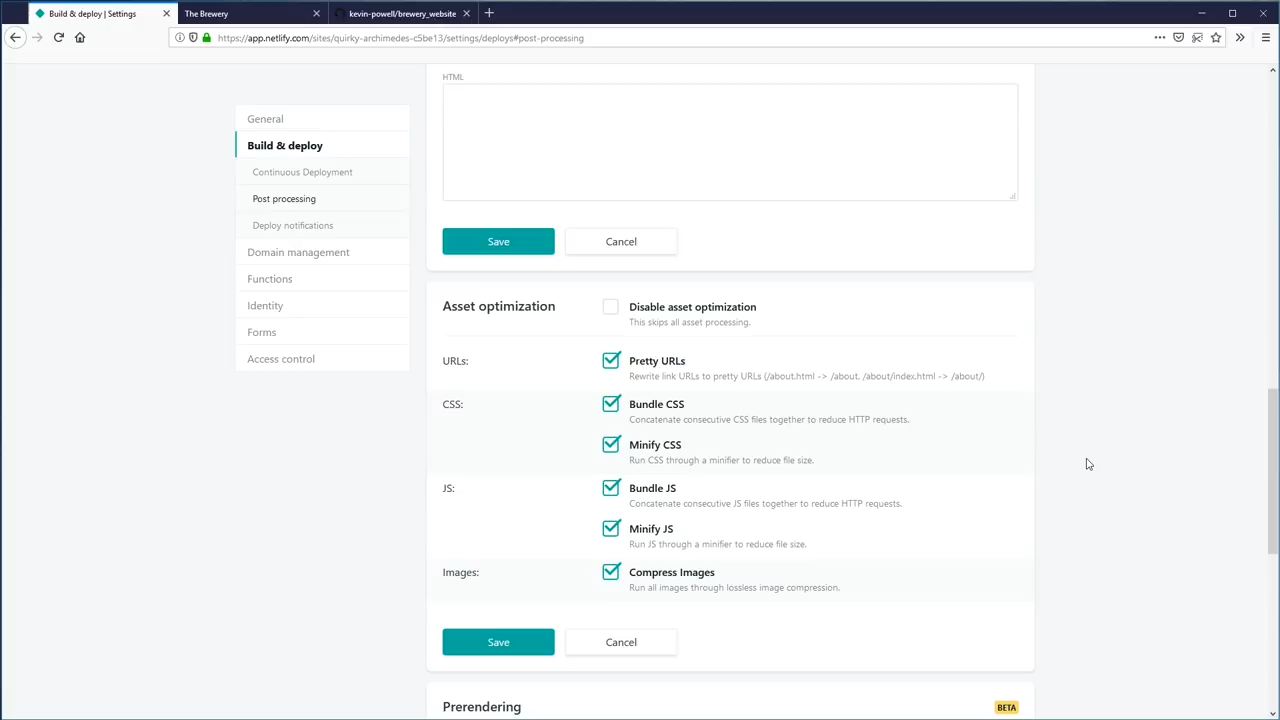 Build & deploy | Settings
The Brewery
kevin-powell/brewery_website
https://app.netlify.com/sites/quirky-archimedes-c5be13/settings/deploys#post-processing
General
Build & deploy
Continuous Deployment
Post processing
Deploy notifications
Domain management
Functions
Identity
Forms
Access control
HTML
Save
Cancel
Asset optimization
Disable asset optimization
This skips all asset processing.
URLs:
Pretty URLs
Rewrite link URLs to pretty URLs (/about.html -> /about, /about/index.html -> /about/)
CSS:
Bundle CSS
Concatenate consecutive CSS files together to reduce HTTP requests.
Minify CSS
Run CSS through a minifier to reduce file size.
JS:
Bundle JS
Concatenate consecutive JS files together to reduce HTTP requests.
Minify JS
Run JS through a minifier to reduce file size.
Images:
Compress Images
Run all images through lossless image compression.
Save
Cancel
Prerendering
BETA